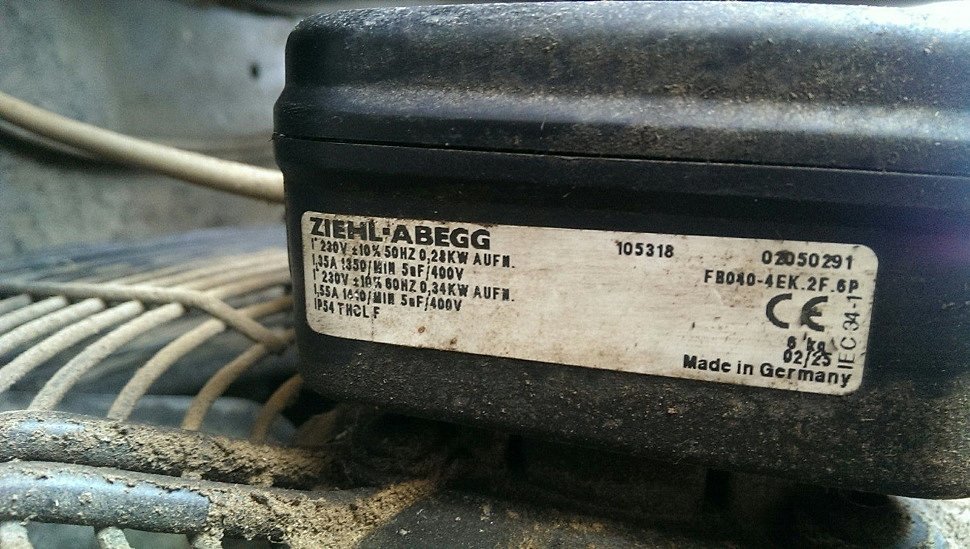 ZIEHL-ABEGG 105318 02050291
1~ 230V ±10% 50HZ 0,28KW AUFN.
1,35A 1350/MIN 5uF/400V FB040-4EK.2F.6P
1~ 230V ±10% 60HZ 0,34KW AUFN.
1,55A /MIN 5uF/400V CE
IP54 THCL F
6 kg
02/25 IEC 34-1
Made in Germany